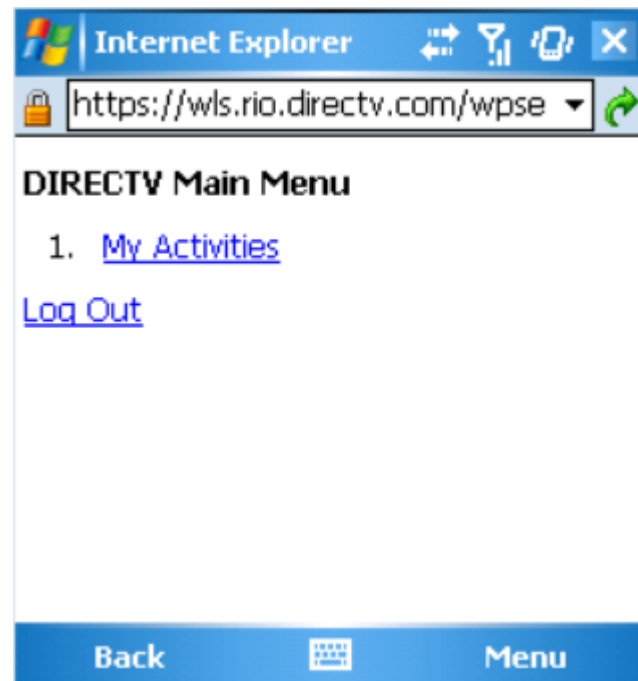 Internet Explorer
https://wls.rio.directv.com/wpse
DIRECTV Main Menu
1. My Activities
Log Out
Back Menu